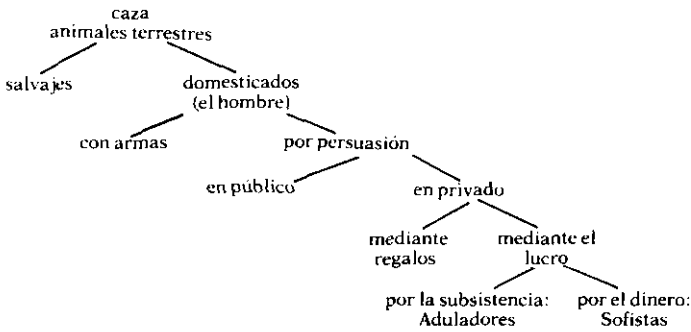 caza
animales terrestres
salvajes
domesticados
(el hombre)
con armas
por persuasión
en público
en privado
mediante
regalos
mediante el
lucro
por la subsistencia:
Aduladores
por el dinero:
Sofistas